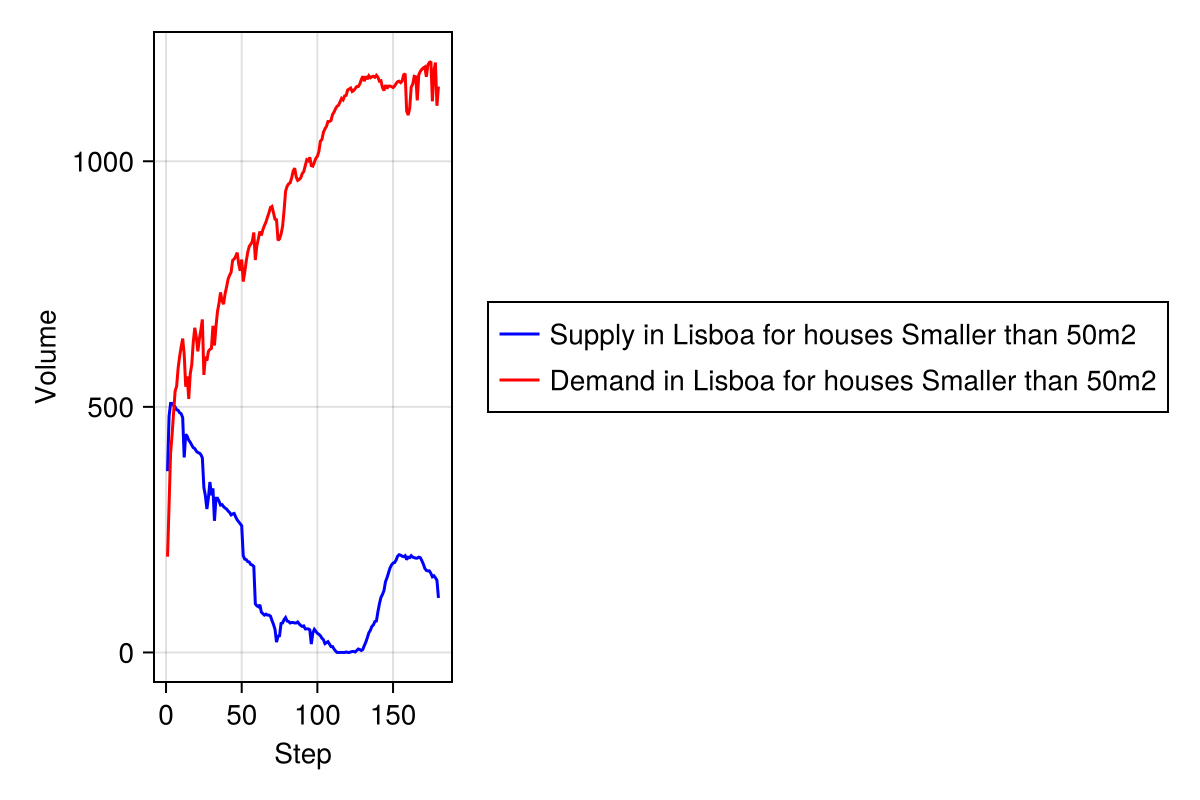 1000
500
0
Volume
0 50 100 150
Step
Supply in Lisboa for houses Smaller than 50m2
Demand in Lisboa for houses Smaller than 50m2